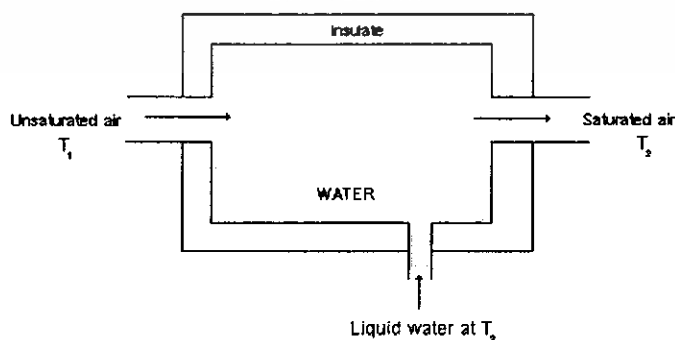 Insulate
Unsaturated air
T₁
Saturated air
T₂
WATER
Liquid water at T₂